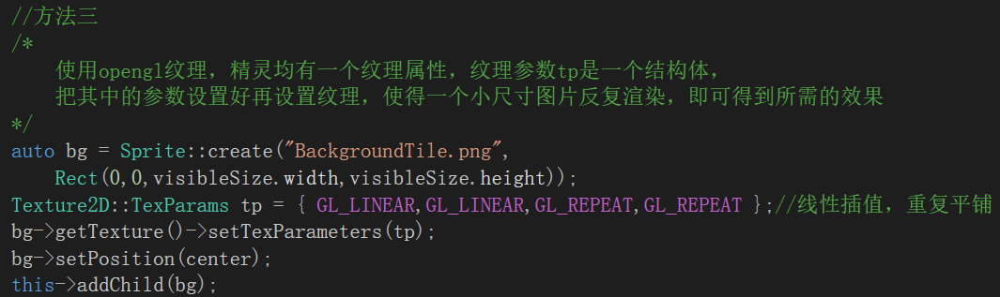 //方法三
/*
使用opengl纹理，精灵均有一个纹理属性，纹理参数tp是一个结构体，
把其中的参数设置好再设置纹理，使得一个小尺寸图片反复渲染，即可得到所需的效果
*/
auto bg = Sprite::create("BackgroundTile.png",
Rect(0,0,visibleSize.width,visibleSize.height));
Texture2D::TexParams tp = { GL_LINEAR,GL_LINEAR,GL_REPEAT,GL_REPEAT };//线性插值，重复平铺
bg->getTexture()->setTexParameters(tp);
bg->setPosition(center);
this->addChild(bg);